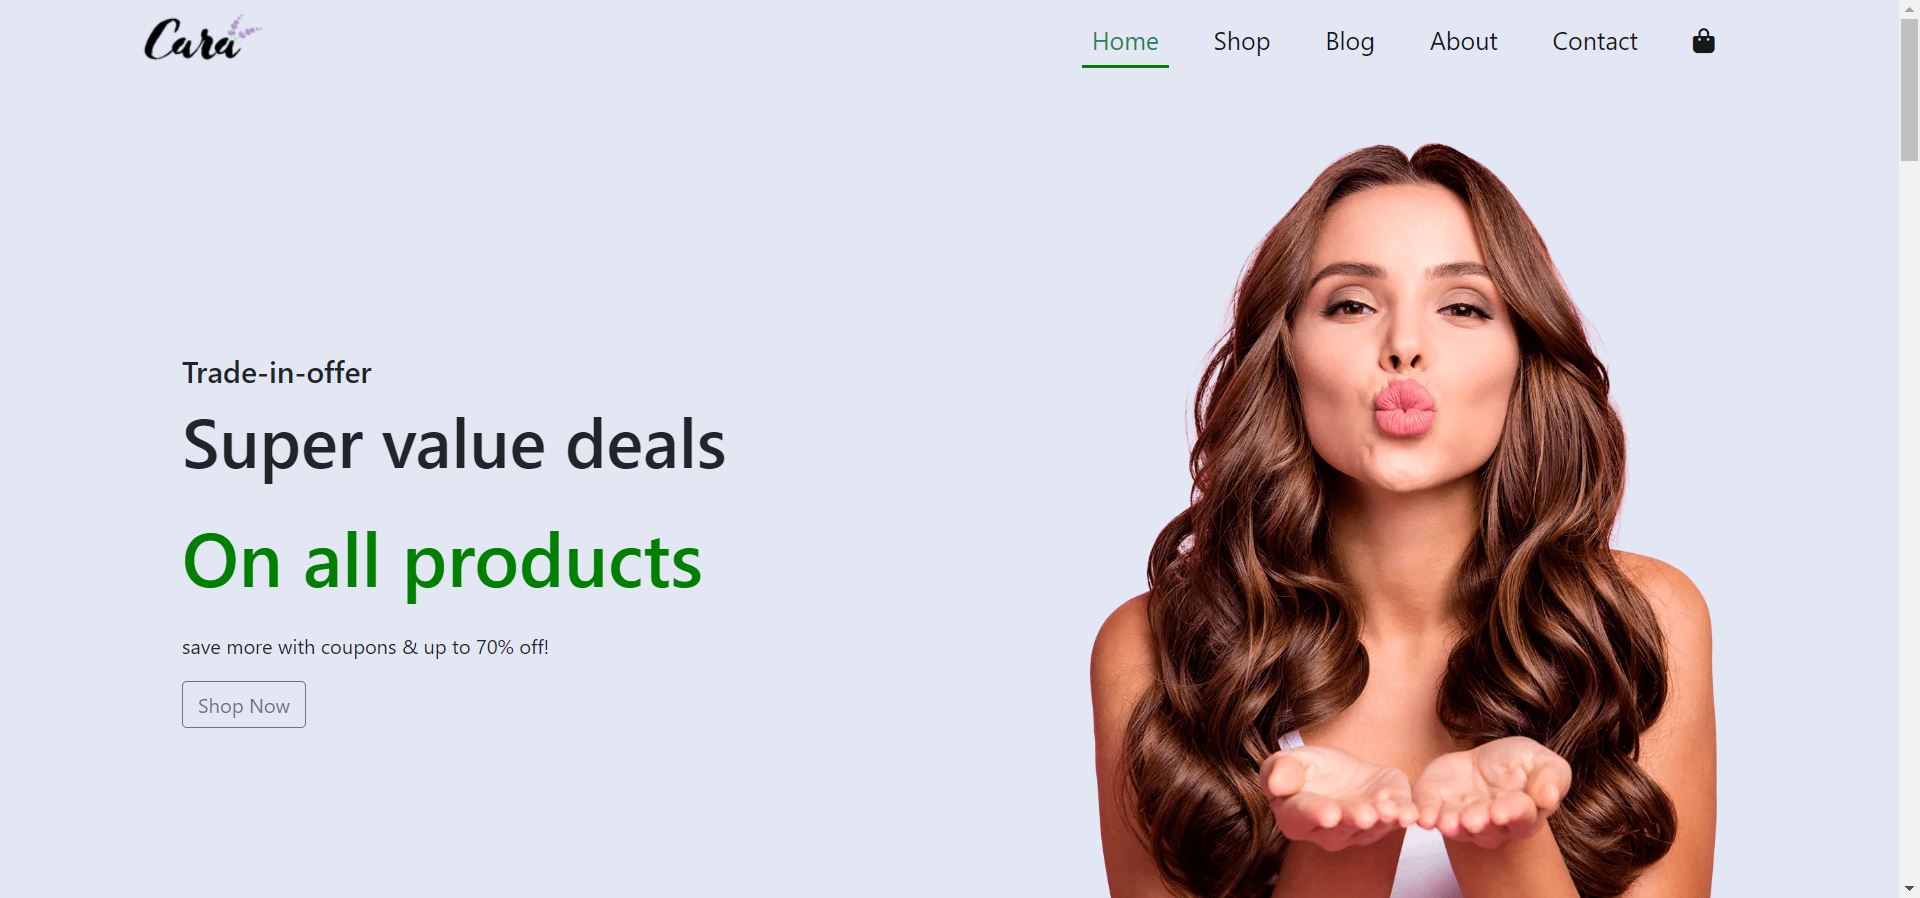 Cara
Home Shop Blog About Contact
Trade-in-offer
Super value deals
On all products
save more with coupons & up to 70% off!
Shop Now